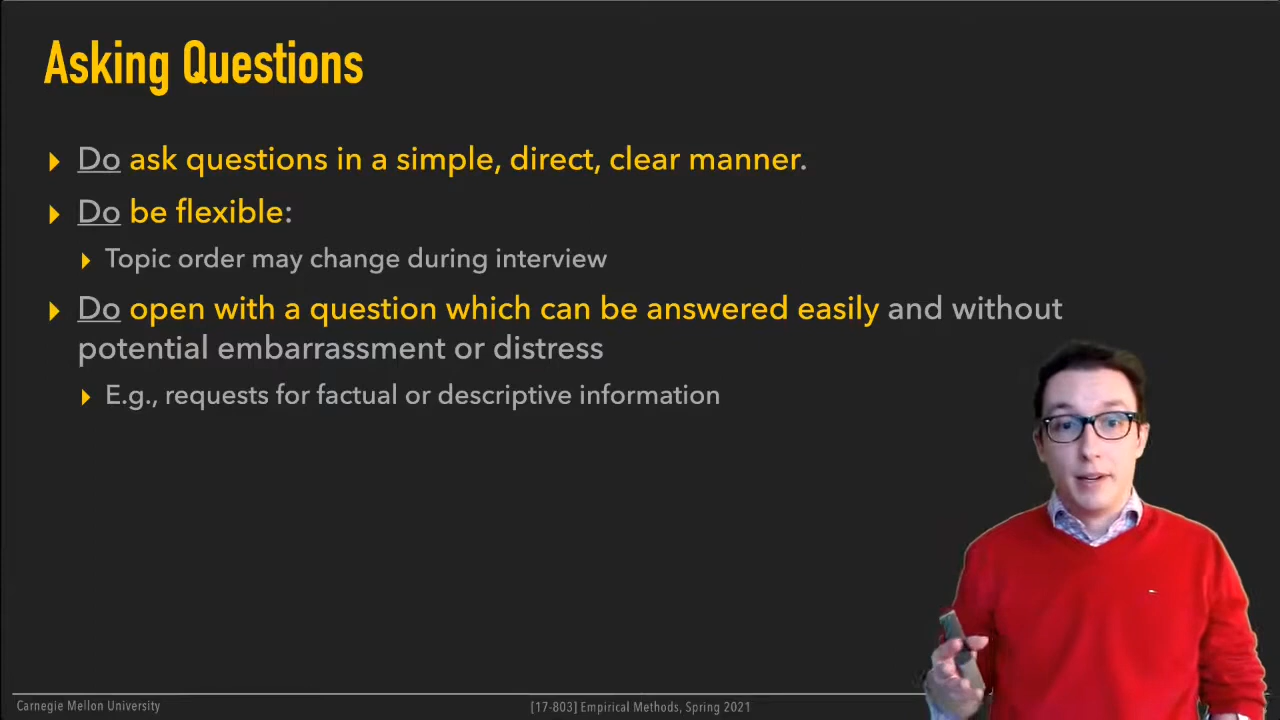 Asking Questions
Do ask questions in a simple, direct, clear manner.
Do be flexible:
Topic order may change during interview
Do open with a question which can be answered easily and without
potential embarrassment or distress
E.g., requests for factual or descriptive information
Carnegie Mellon University
[17-803] Empirical Methods, Spring 2021